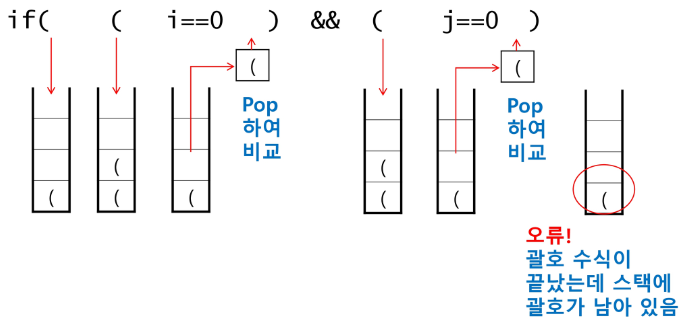 if( ( i==0 ) && ( j==0 )
( (
Pop
하여
비교
Pop
하여
비교
( (
( ( ( ( ( (
오류!
괄호 수식이
끝났는데 스택에
괄호가 남아 있음